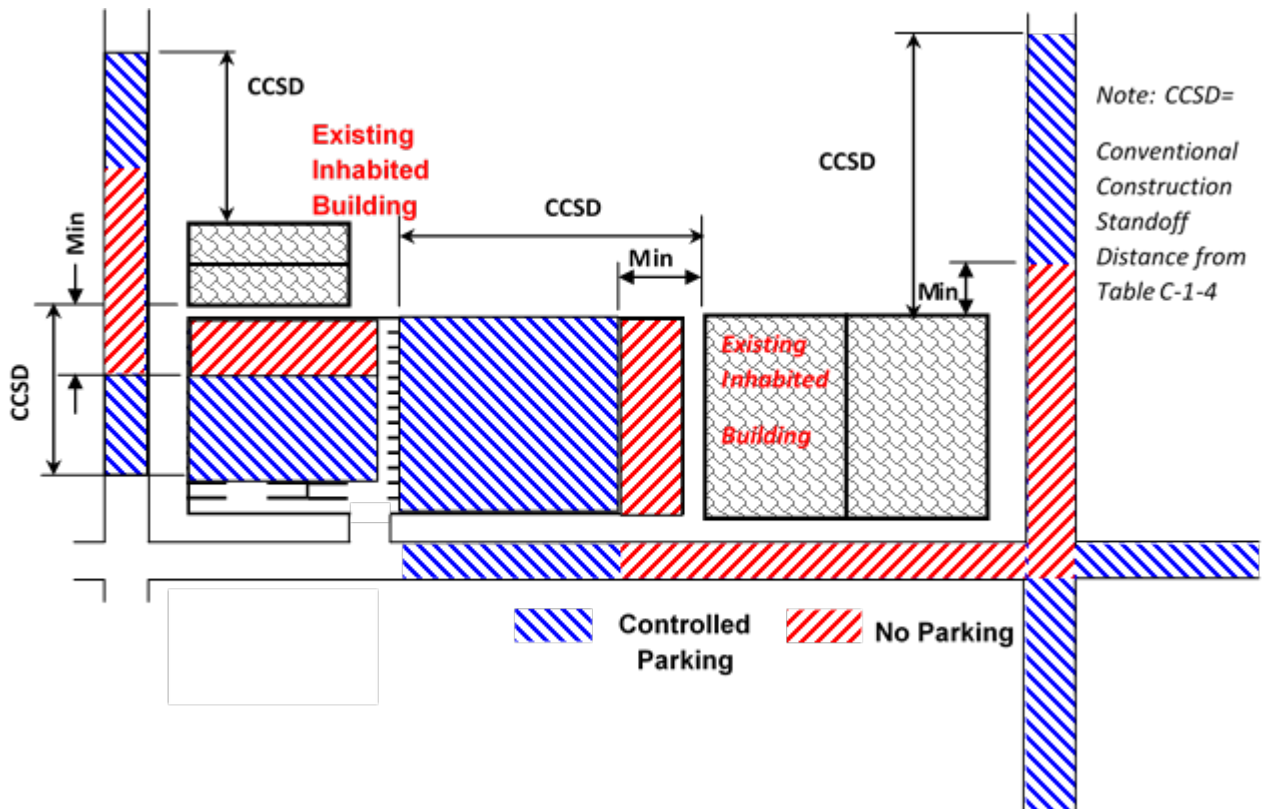 CCSD
Existing
Inhabited
Building
CCSD
Min
CCSD
Note: CCSD=
Conventional
Construction
Standoff
Distance from
Table C-1-4
Min
CCSD
Min
Existing
Inhabited
Building
Controlled
Parking
No Parking